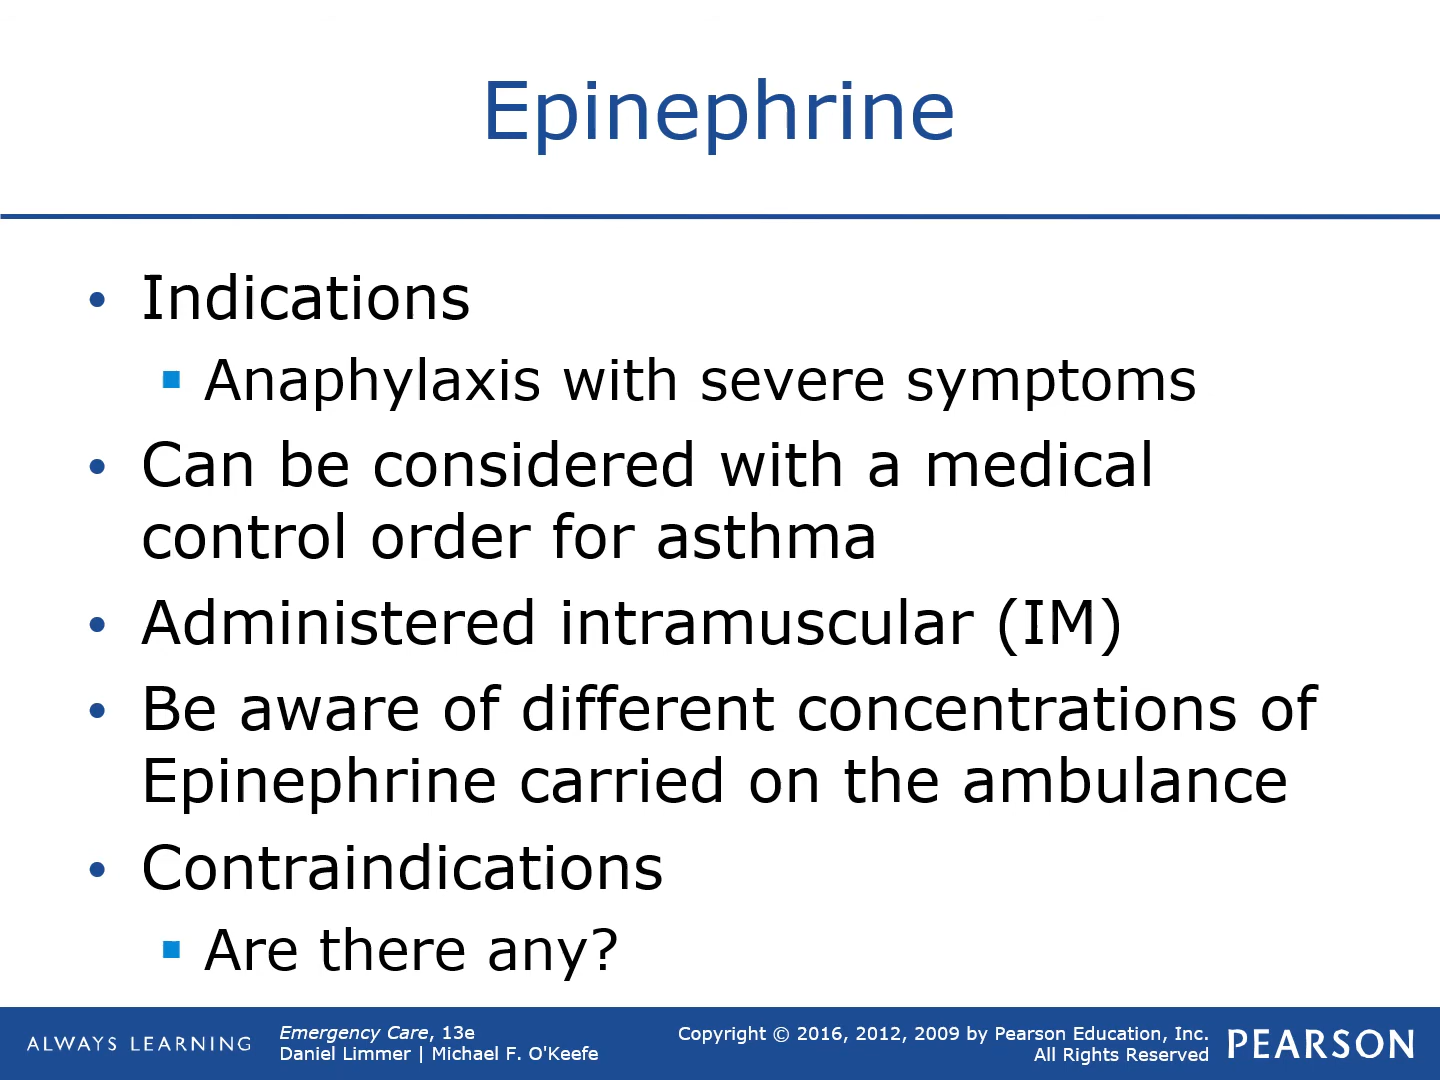 Epinephrine
• Indications
▪ Anaphylaxis with severe symptoms
• Can be considered with a medical
control order for asthma
• Administered intramuscular (IM)
• Be aware of different concentrations of
Epinephrine carried on the ambulance
• Contraindications
▪ Are there any?
ALWAYS LEARNING
Emergency Care, 13e
Daniel Limmer | Michael F. O'Keefe
Copyright © 2016, 2012, 2009 by Pearson Education, Inc.
All Rights Reserved
PEARSON